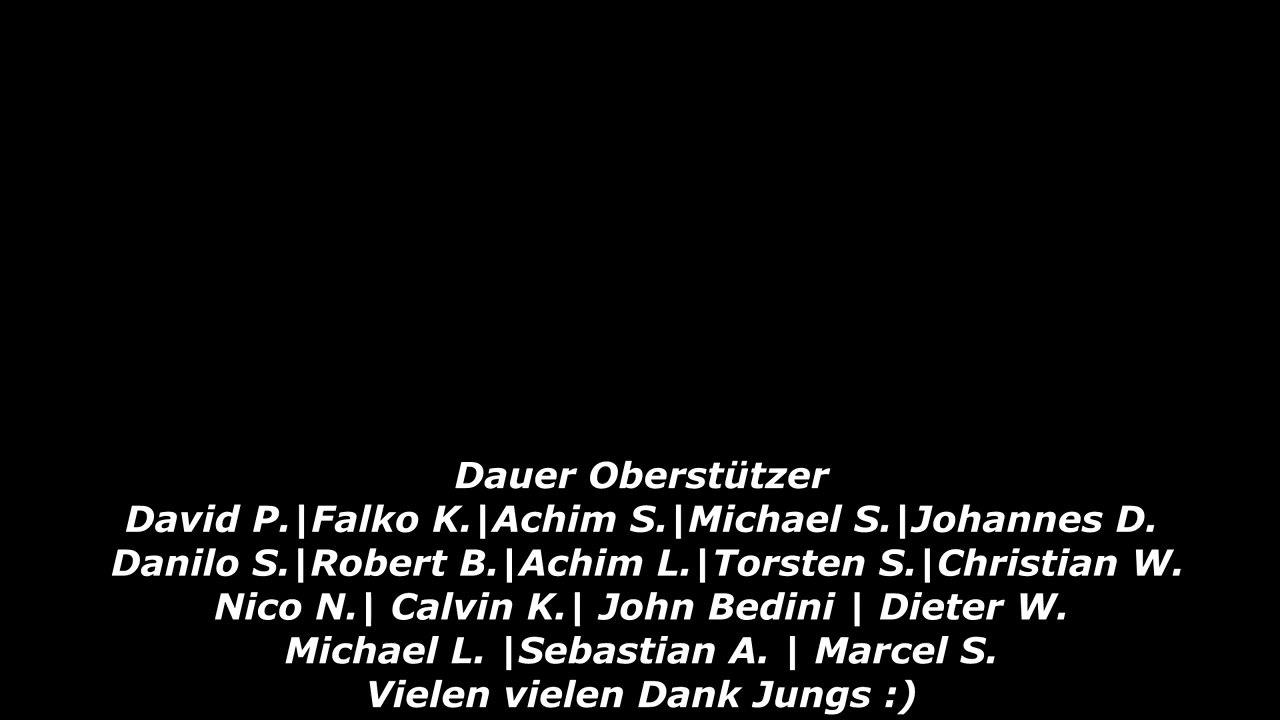 Dauer Oberstützer
David P.|Falko K.|Achim S.|Michael S.|Johannes D.
Danilo S.|Robert B.|Achim L.|Torsten S.|Christian W.
Nico N.| Calvin K.| John Bedini | Dieter W.
Michael L. |Sebastian A. | Marcel S.
Vielen vielen Dank Jungs :)